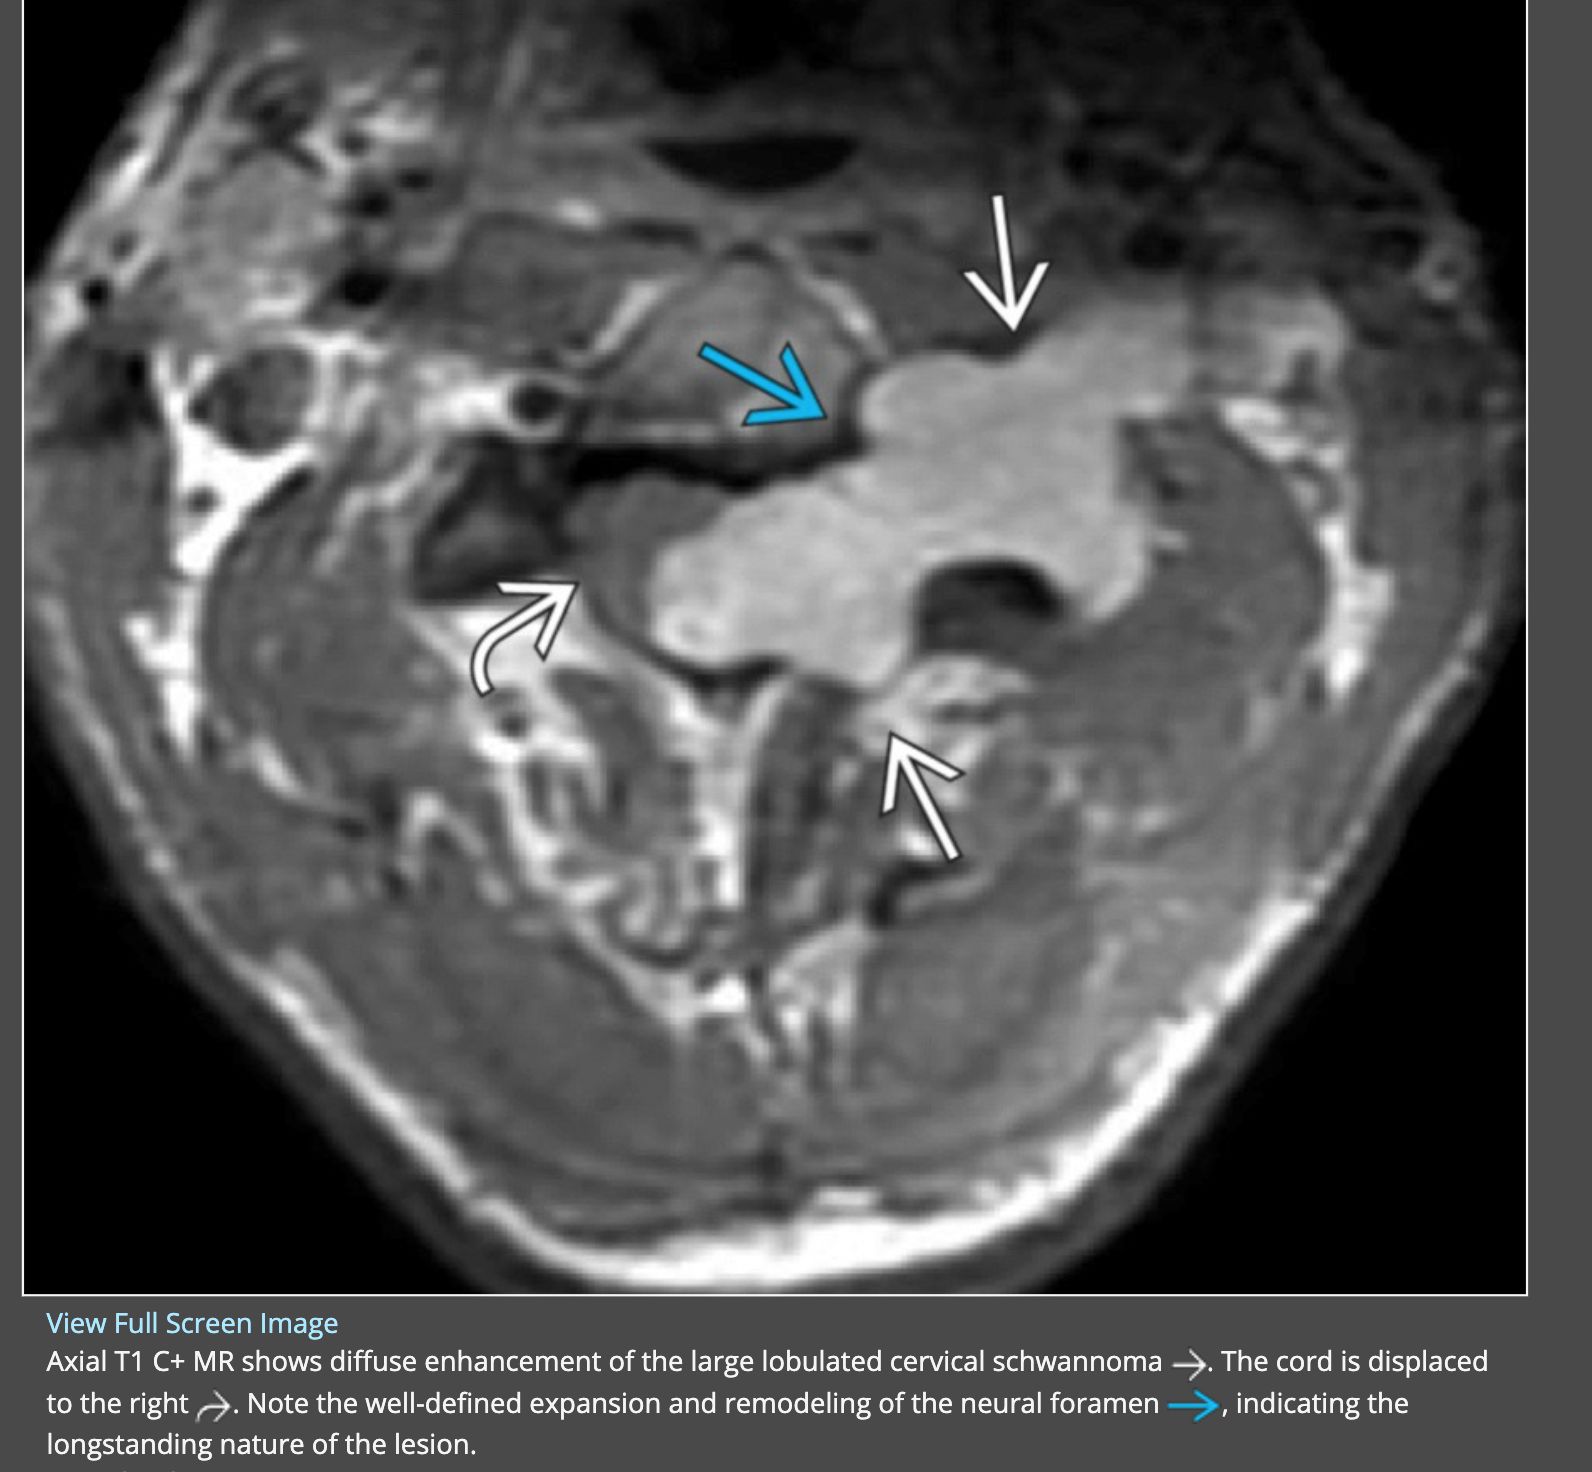 View Full Screen Image
Axial T1 C+ MR shows diffuse enhancement of the large lobulated cervical schwannoma →. The cord is displaced
to the right ↷. Note the well-defined expansion and remodeling of the neural foramen →, indicating the
longstanding nature of the lesion.